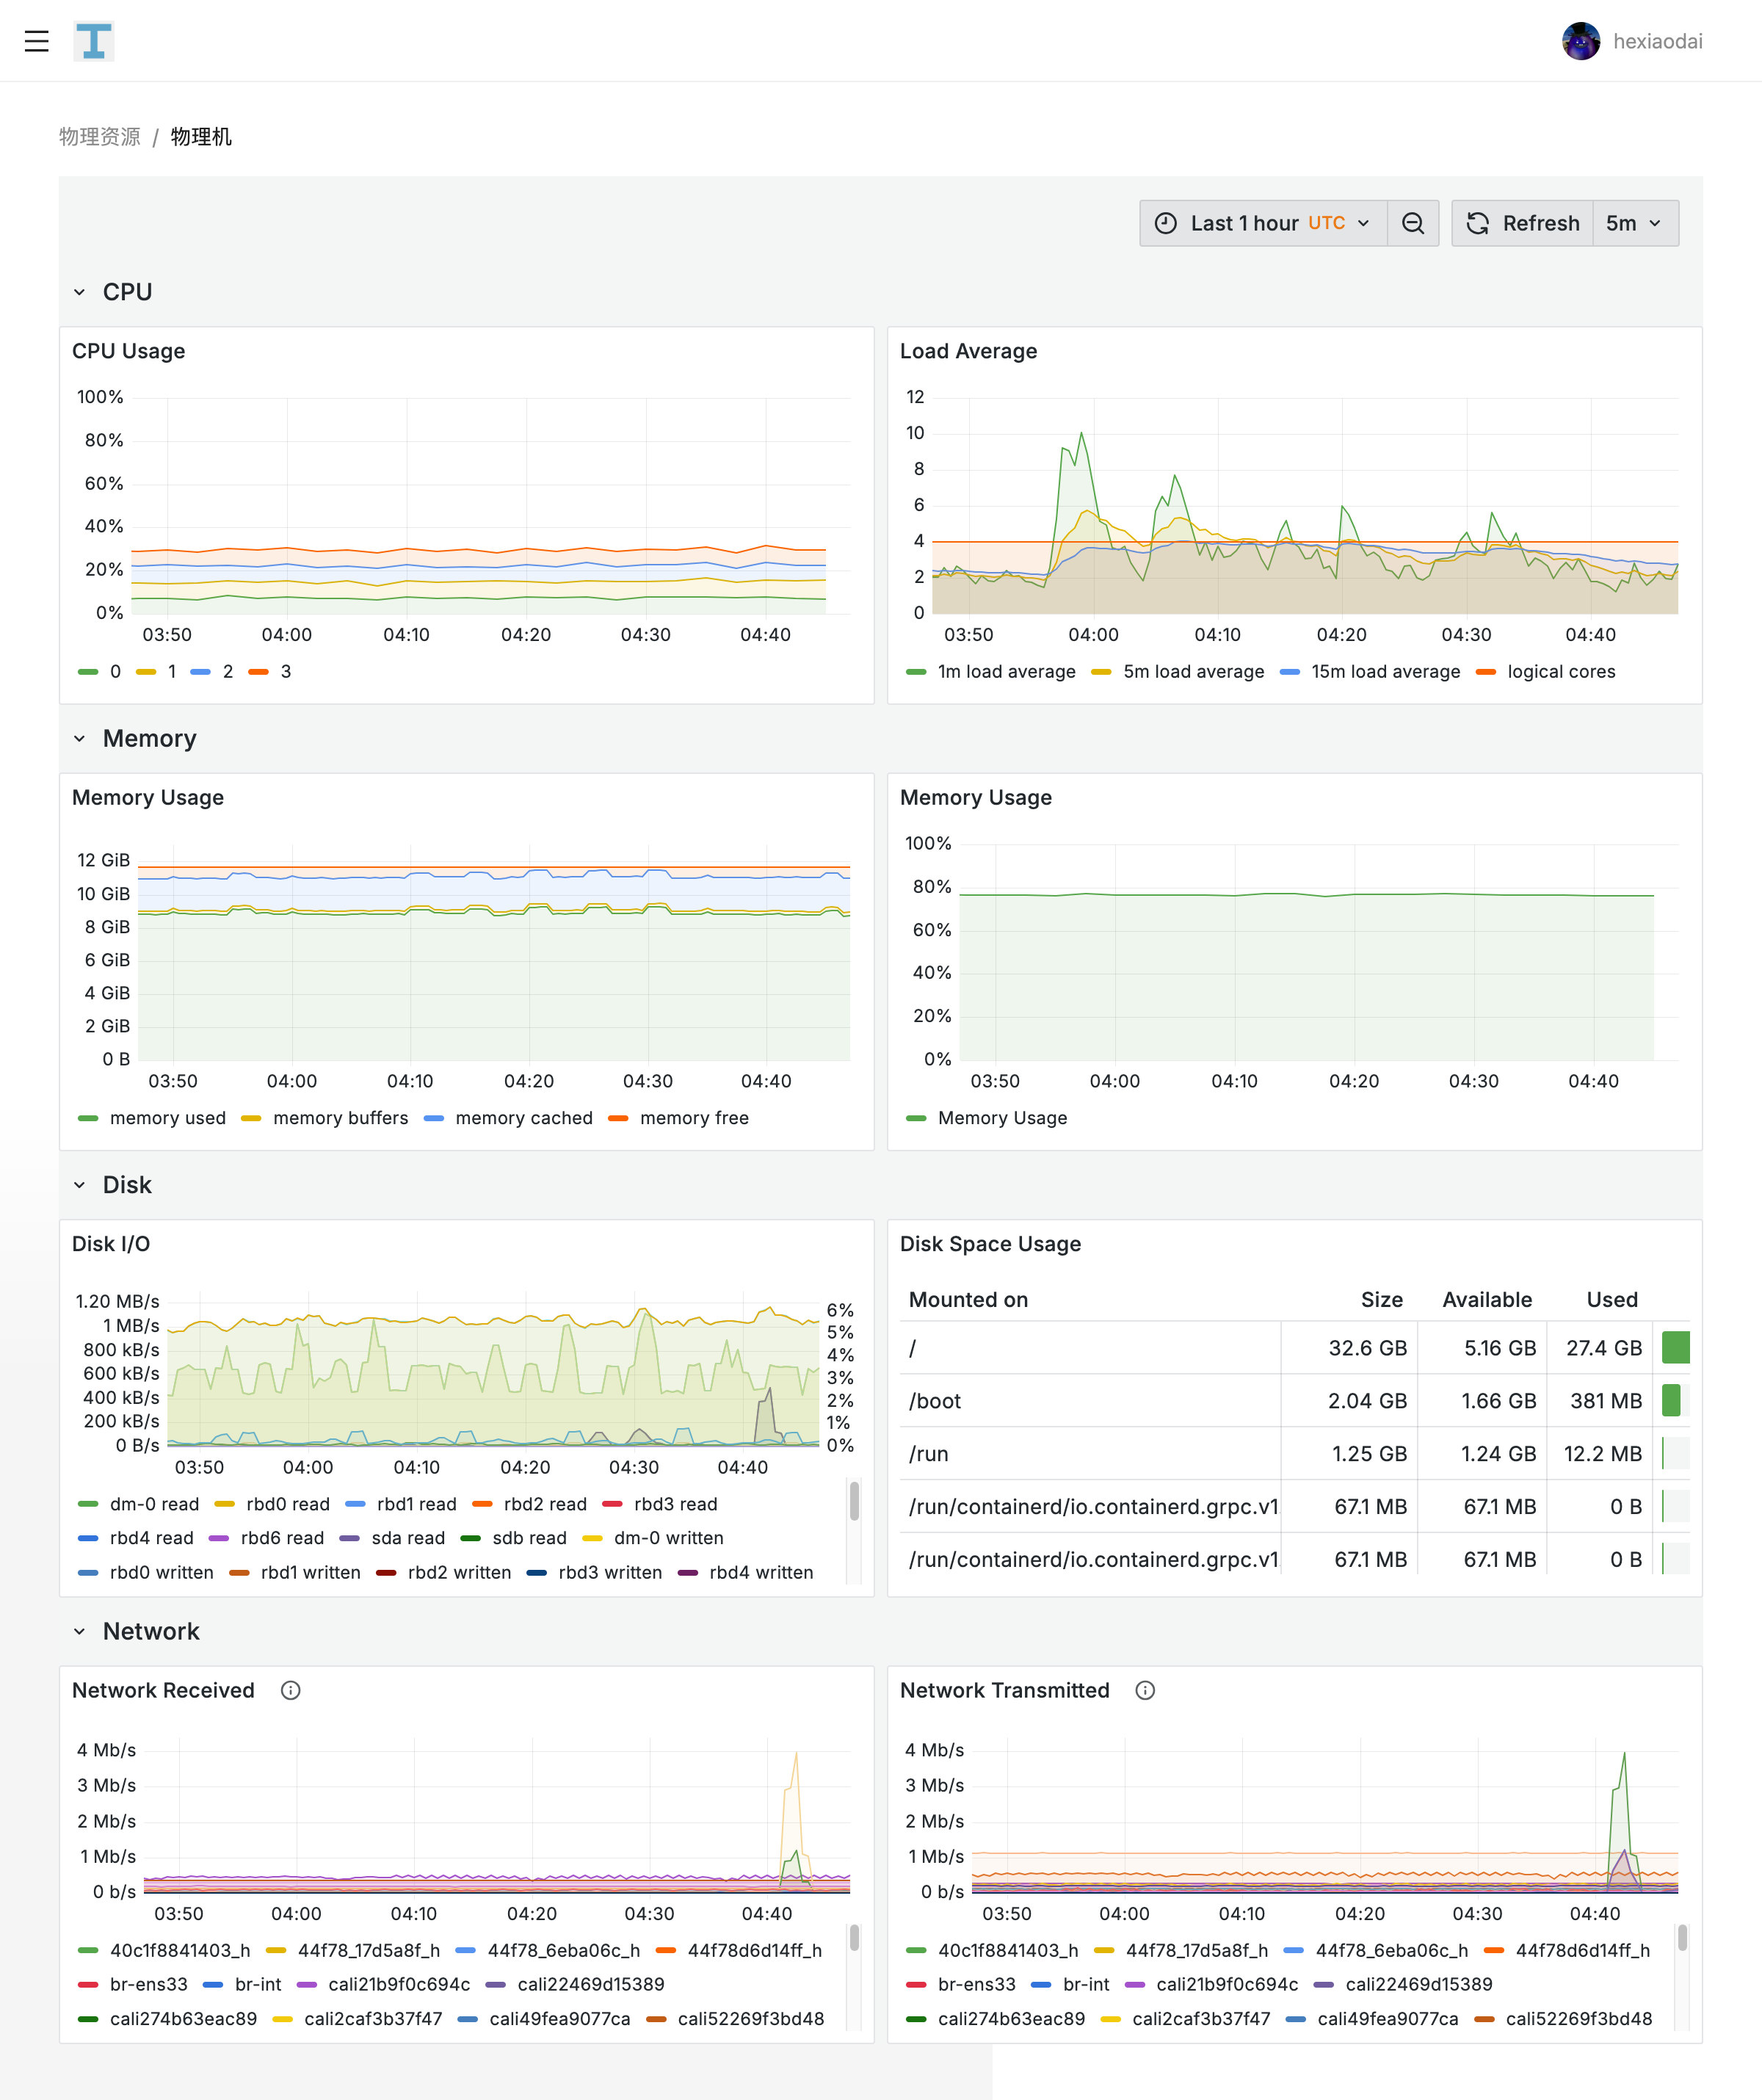 hexiaodai
物理资源 / 物理机
Last 1 hour UTC
Refresh 5m
CPU
CPU Usage
100%
80%
60%
40%
20%
0%
03:50 04:00 04:10 04:20 04:30 04:40
0 1 2 3
Load Average
12
10
8
6
4
2
0
03:50 04:00 04:10 04:20 04:30 04:40
1m load average 5m load average 15m load average logical cores
Memory
Memory Usage
12 GiB
10 GiB
8 GiB
6 GiB
4 GiB
2 GiB
0 B
03:50 04:00 04:10 04:20 04:30 04:40
memory used memory buffers memory cached memory free
Memory Usage
100%
80%
60%
40%
20%
0%
03:50 04:00 04:10 04:20 04:30 04:40
Memory Usage
Disk
Disk I/O
1.20 MB/s
1 MB/s
800 kB/s
600 kB/s
400 kB/s
200 kB/s
0 B/s
6%
5%
4%
3%
2%
1%
0%
03:50 04:00 04:10 04:20 04:30 04:40
dm-0 read rbd0 read rbd1 read rbd2 read rbd3 read
rbd4 read rbd6 read sda read sdb read dm-0 written
rbd0 written rbd1 written rbd2 written rbd3 written rbd4 written
Disk Space Usage
Mounted on Size Available Used
/ 32.6 GB 5.16 GB 27.4 GB
/boot 2.04 GB 1.66 GB 381 MB
/run 1.25 GB 1.24 GB 12.2 MB
/run/containerd/io.containerd.grpc.v1 67.1 MB 67.1 MB 0 B
/run/containerd/io.containerd.grpc.v1 67.1 MB 67.1 MB 0 B
Network
Network Received
4 Mb/s
3 Mb/s
2 Mb/s
1 Mb/s
0 b/s
03:50 04:00 04:10 04:20 04:30 04:40
40c1f8841403_h 44f78_17d5a8f_h 44f78_6eba06c_h 44f78d6d14ff_h
br-ens33 br-int cali21b9f0c694c cali22469d15389
cali274b63eac89 cali2caf3b37f47 cali49fea9077ca cali52269f3bd48
Network Transmitted
4 Mb/s
3 Mb/s
2 Mb/s
1 Mb/s
0 b/s
03:50 04:00 04:10 04:20 04:30 04:40
40c1f8841403_h 44f78_17d5a8f_h 44f78_6eba06c_h 44f78d6d14ff_h
br-ens33 br-int cali21b9f0c694c cali22469d15389
cali274b63eac89 cali2caf3b37f47 cali49fea9077ca cali52269f3bd48